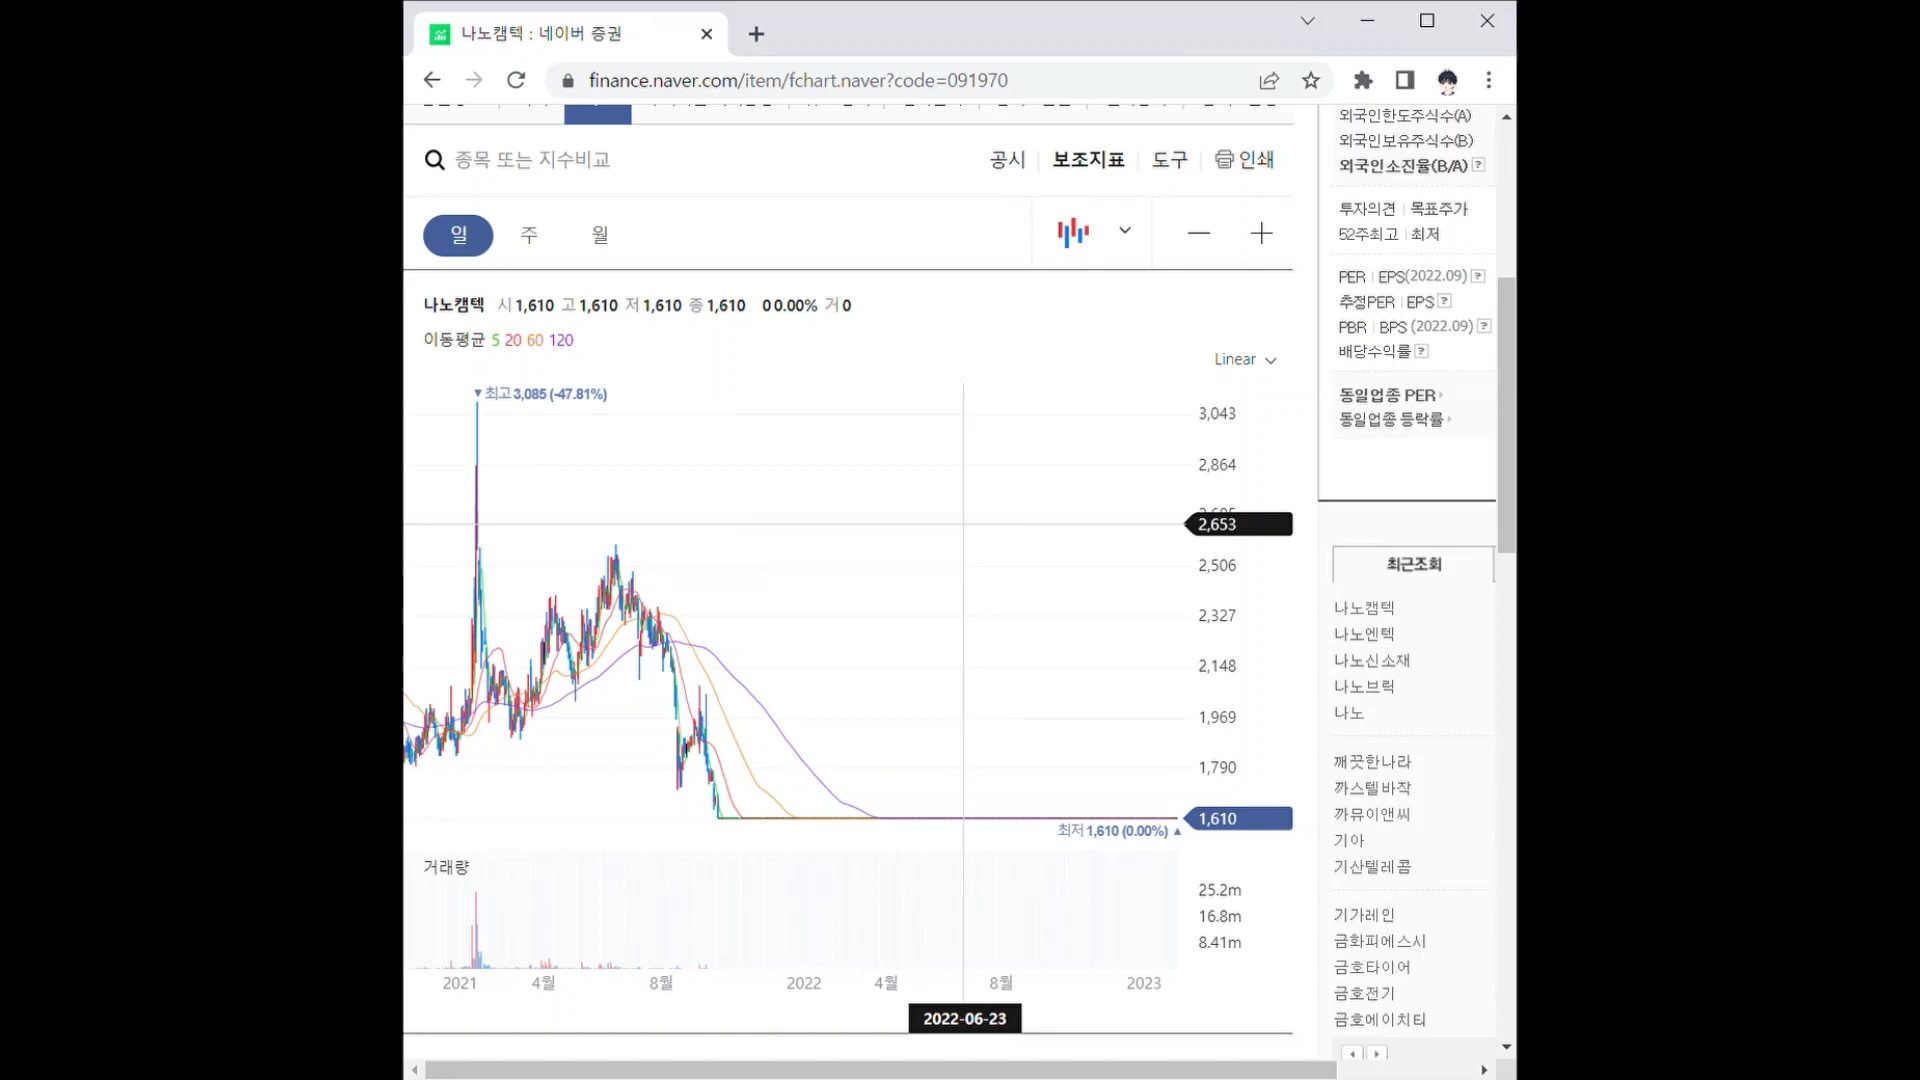 나노캠텍 : 네이버 증권
finance.naver.com/item/fchart.naver?code=091970
종목 또는 지수비교
공시 보조지표 도구 인쇄
일 주 월
나노캠텍 시 1,610 고 1,610 저 1,610 종 1,610 0 0.00% 거 0
이동평균 5 20 60 120
Linear
▼최고 3,085 (-47.81%)
3,043
2,864
2,653
2,506
2,327
2,148
1,969
1,790
1,610
최저 1,610 (0.00%) ▲
거래량
25.2m
16.8m
8.41m
2021 4월 8월 2022 4월 8월 2023
2022-06-23
외국인한도주식수(A)
외국인보유주식수(B)
외국인소진율(B/A) ?
투자의견 | 목표주가
52주최고 | 최저
PER | EPS(2022.09) ?
추정PER | EPS ?
PBR | BPS (2022.09) ?
배당수익률 ?
동일업종 PER
동일업종 등락률
최근조회
나노캠텍
나노엔텍
나노신소재
나노브릭
나노
깨끗한나라
까스텔바작
까뮤이앤씨
기아
기산텔레콤
기가레인
금화피에스시
금호타이어
금호전기
금호에이치티